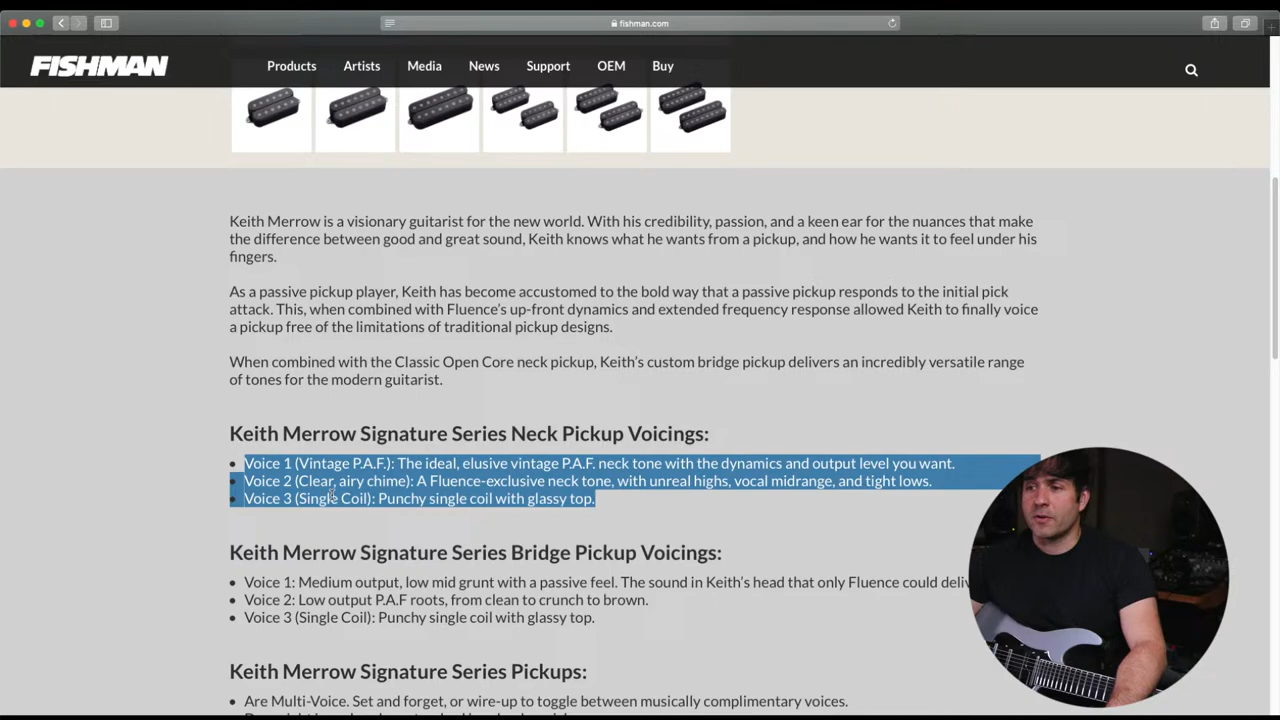 fishman.com
FISHMAN
Products
Artists
Media
News
Support
OEM
Buy
Keith Merrow is a visionary guitarist for the new world. With his credibility, passion, and a keen ear for the nuances that make
the difference between good and great sound, Keith knows what he wants from a pickup, and how he wants it to feel under his
fingers.
As a passive pickup player, Keith has become accustomed to the bold way that a passive pickup responds to the initial pick
attack. This, when combined with Fluence's up-front dynamics and extended frequency response allowed Keith to finally voice
a pickup free of the limitations of traditional pickup designs.
When combined with the Classic Open Core neck pickup, Keith's custom bridge pickup delivers an incredibly versatile range
of tones for the modern guitarist.
Keith Merrow Signature Series Neck Pickup Voicings:
Voice 1 (Vintage P.A.F.): The ideal, elusive vintage P.A.F. neck tone with the dynamics and output level you want.
Voice 2 (Clear, airy chime): A Fluence-exclusive neck tone, with unreal highs, vocal midrange, and tight lows.
Voice 3 (Single Coil): Punchy single coil with glassy top.
Keith Merrow Signature Series Bridge Pickup Voicings:
Voice 1: Medium output, low mid grunt with a passive feel. The sound in Keith's head that only Fluence could
Voice 2: Low output P.A.F roots, from clean to crunch to brown.
Voice 3 (Single Coil): Punchy single coil with glassy top.
Keith Merrow Signature Series Pickups:
Are Multi-Voice. Set and forget, or wire-up to toggle between musically complimentary voices.